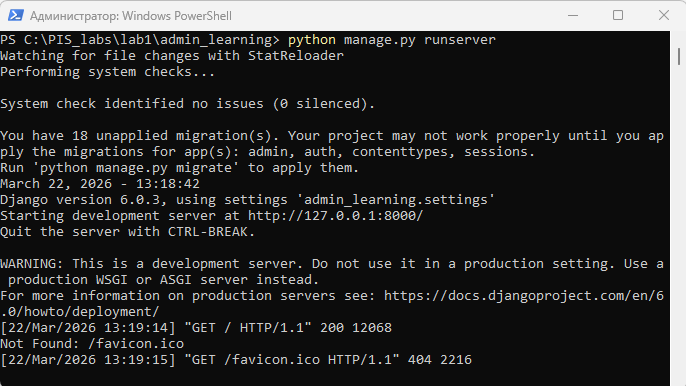 Администратор: Windows PowerShell
PS C:\PIS_labs\lab1\admin_learning> python manage.py runserver
Watching for file changes with StatReloader
Performing system checks...

System check identified no issues (0 silenced).

You have 18 unapplied migration(s). Your project may not work properly until you ap
ply the migrations for app(s): admin, auth, contenttypes, sessions.
Run 'python manage.py migrate' to apply them.
March 22, 2026 - 13:18:42
Django version 6.0.3, using settings 'admin_learning.settings'
Starting development server at http://127.0.0.1:8000/
Quit the server with CTRL-BREAK.

WARNING: This is a development server. Do not use it in a production setting. Use a
 production WSGI or ASGI server instead.
For more information on production servers see: https://docs.djangoproject.com/en/6
.0/howto/deployment/
[22/Mar/2026 13:19:14] "GET / HTTP/1.1" 200 12068
Not Found: /favicon.ico
[22/Mar/2026 13:19:15] "GET /favicon.ico HTTP/1.1" 404 2216